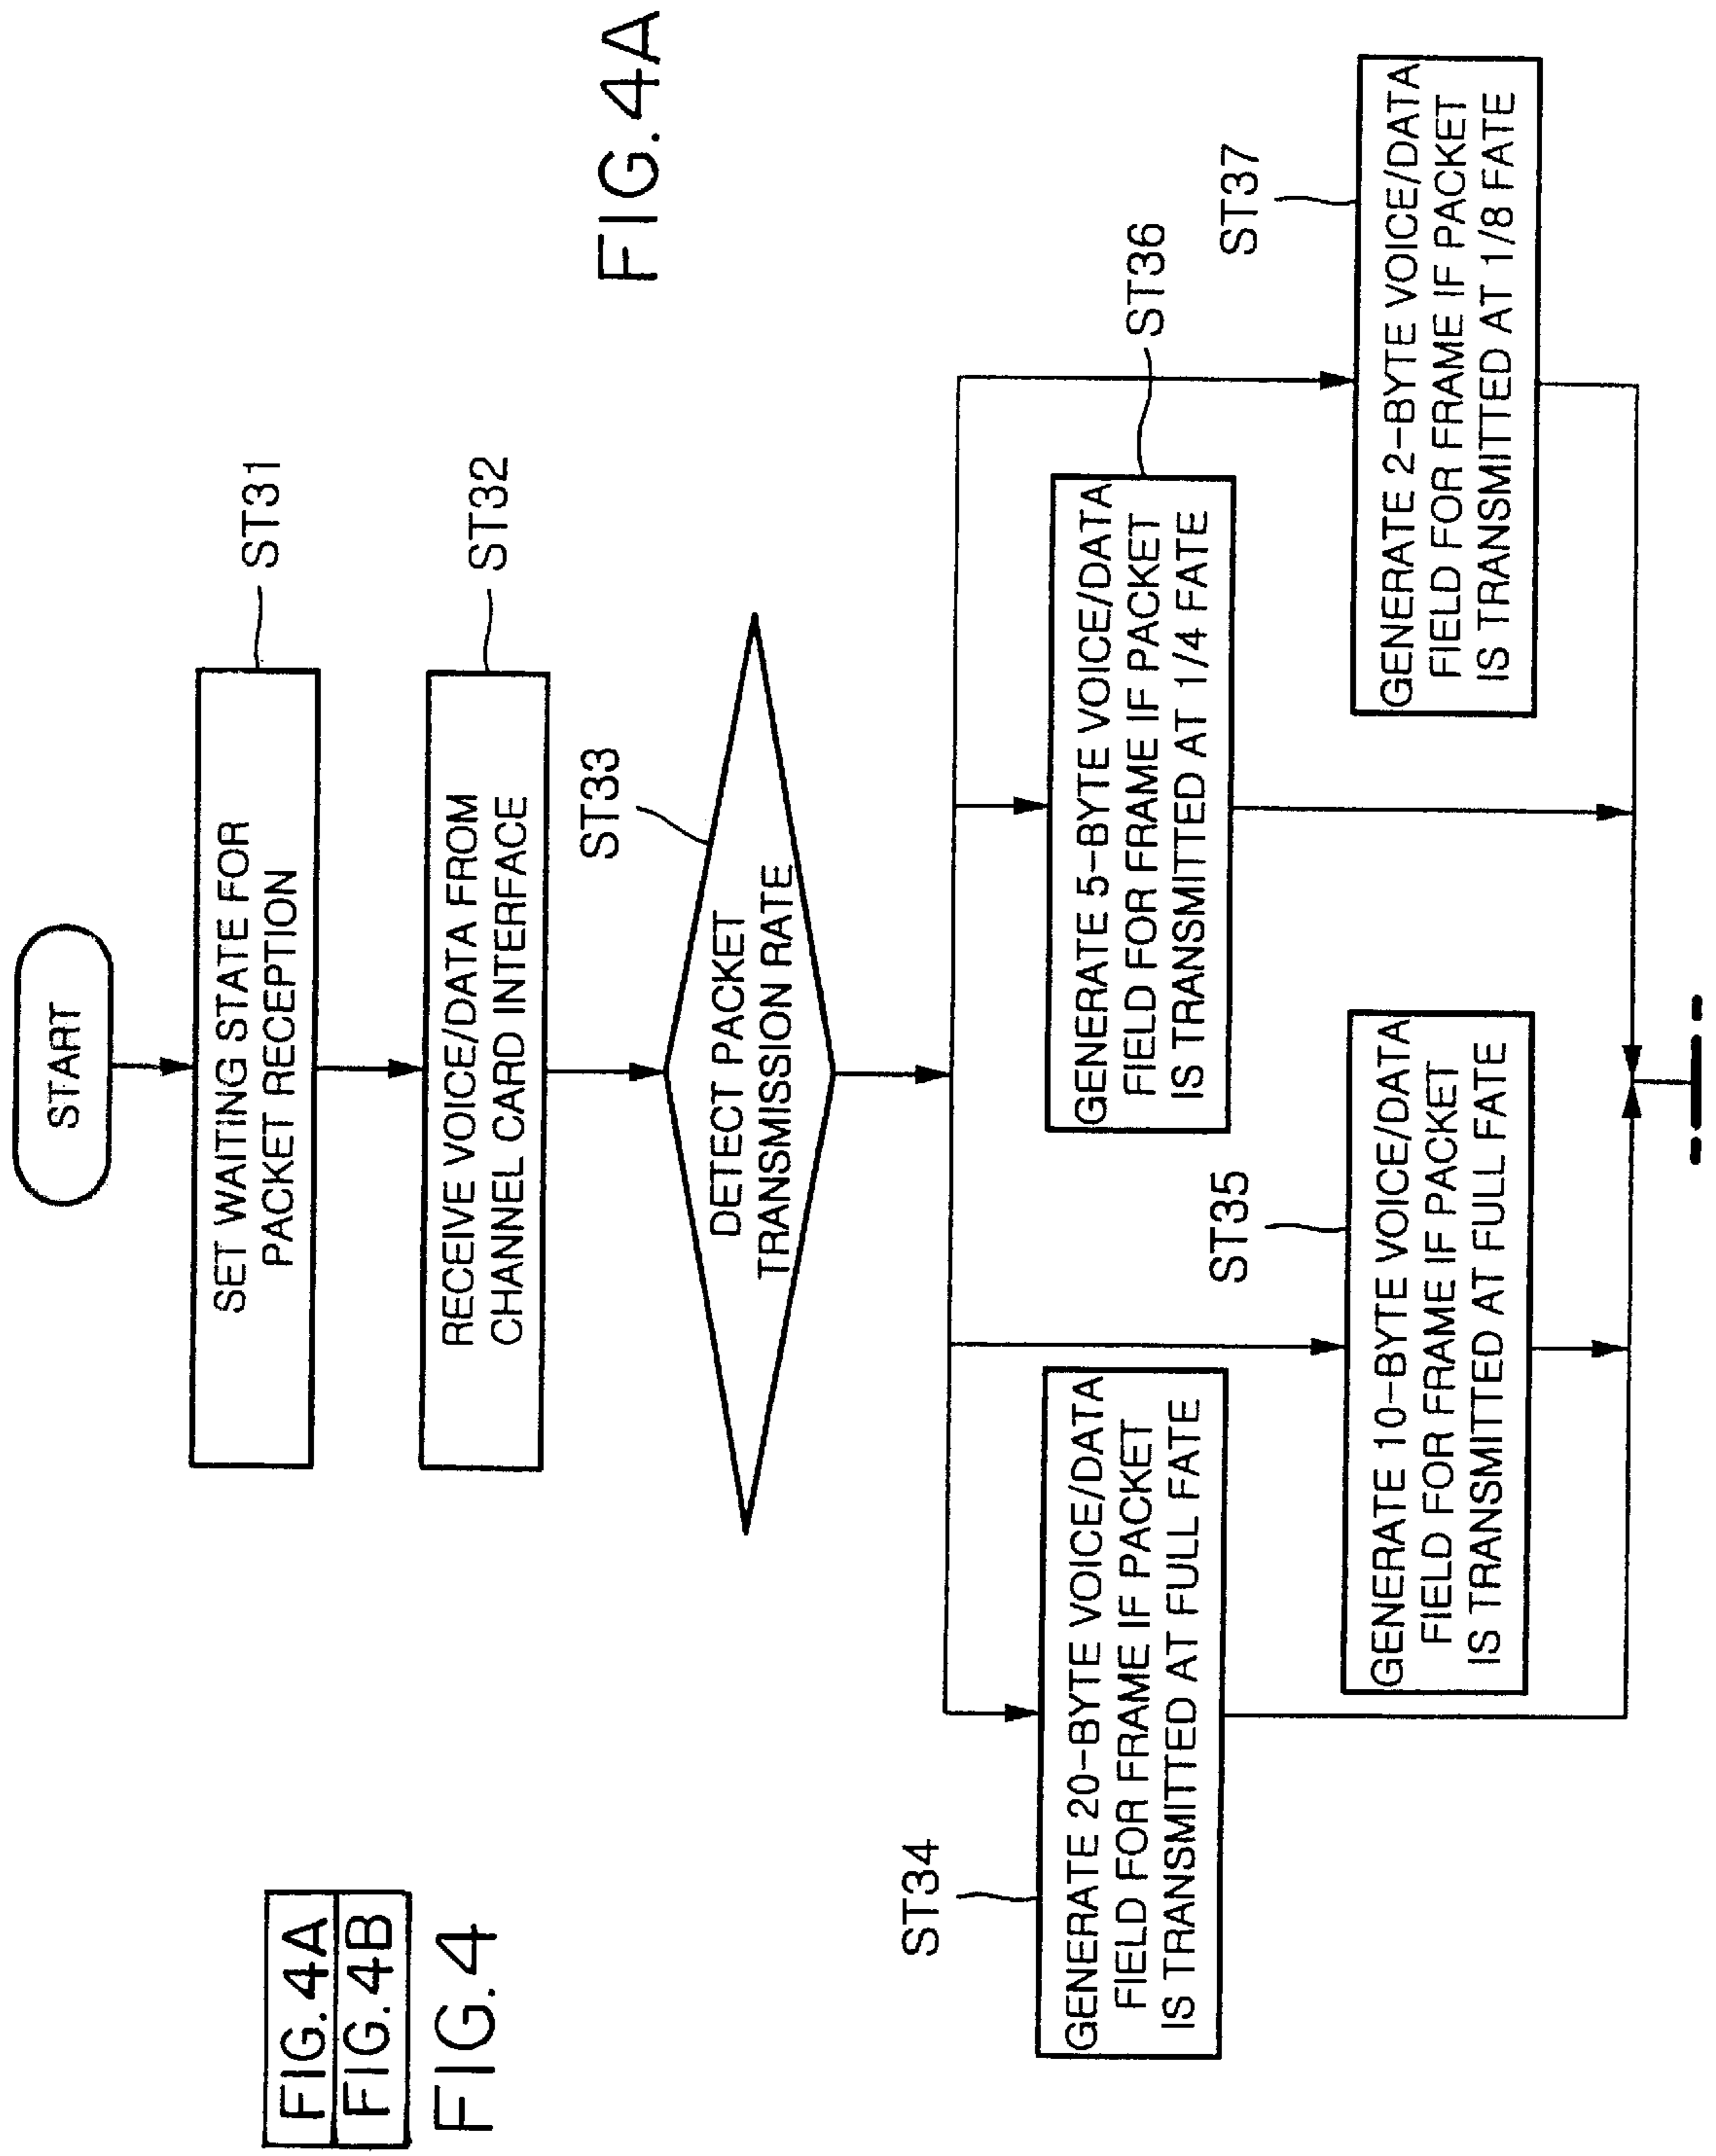 FIG.4A
FIG.4B
FIG.4
FIG.4A
START
SET WAITING STATE FOR
PACKET RECEPTION
ST31
RECEIVE VOICE/DATA FROM
CHANNEL CARD INTERFACE
ST32
DETECT PACKET
TRANSMISSION RATE
ST33
ST34
GENERATE 20-BYTE VOICE/DATA
FIELD FOR FRAME IF PACKET
IS TRANSMITTED AT FULL FATE
ST35
GENERATE 10-BYTE VOICE/DATA
FIELD FOR FRAME IF PACKET
IS TRANSMITTED AT FULL FATE
ST36
GENERATE 5-BYTE VOICE/DATA
FIELD FOR FRAME IF PACKET
IS TRANSMITTED AT 1/4 FATE
ST37
GENERATE 2-BYTE VOICE/DATA
FIELD FOR FRAME IF PACKET
IS TRANSMITTED AT 1/8 FATE